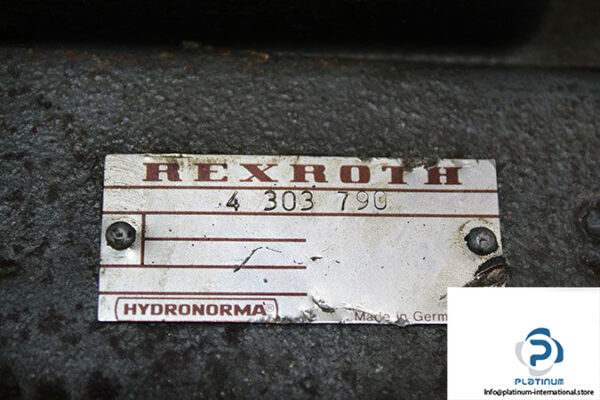 REXROTH
4 303 790
HYDRONORMA®
Made in Germ
PLATINUM
Info@platinum-international.store